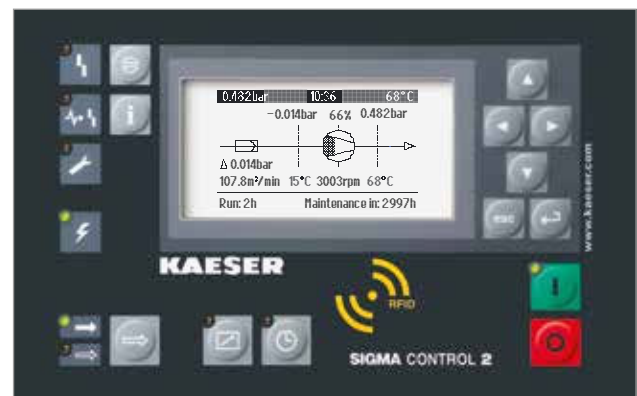 0.482bar 10:36 68°C
-0.014bar 66% 0.482bar
Δ 0.014bar
107.8m³/min 15°C 3003rpm 68°C
Run: 2h Maintenance in: 2997h
esc
www.kaeser.com
KAESER
RFID
SIGMA CONTROL 2